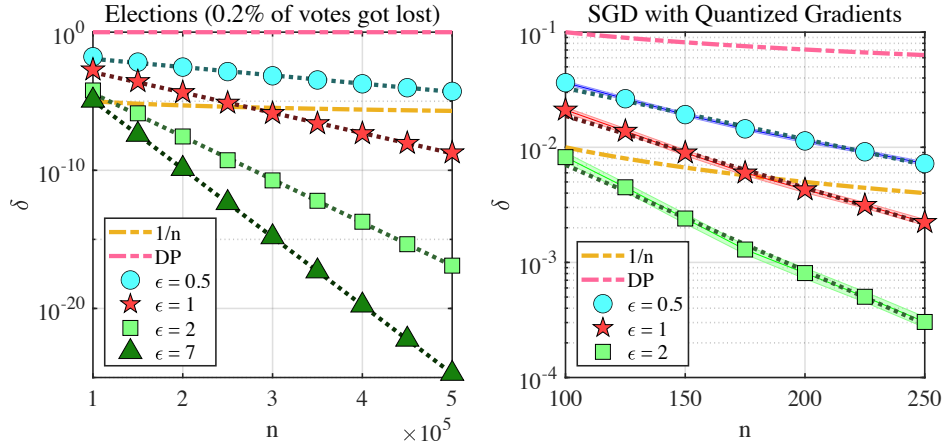 Elections (0.2% of votes got lost)
10^0
10^-10
10^-20
δ
1/n
DP
ϵ = 0.5
ϵ = 1
ϵ = 2
ϵ = 7
1 2 3 4 5
n
×10^5
SGD with Quantized Gradients
10^-1
10^-2
10^-3
10^-4
δ
1/n
DP
ϵ = 0.5
ϵ = 1
ϵ = 2
100 150 200 250
n